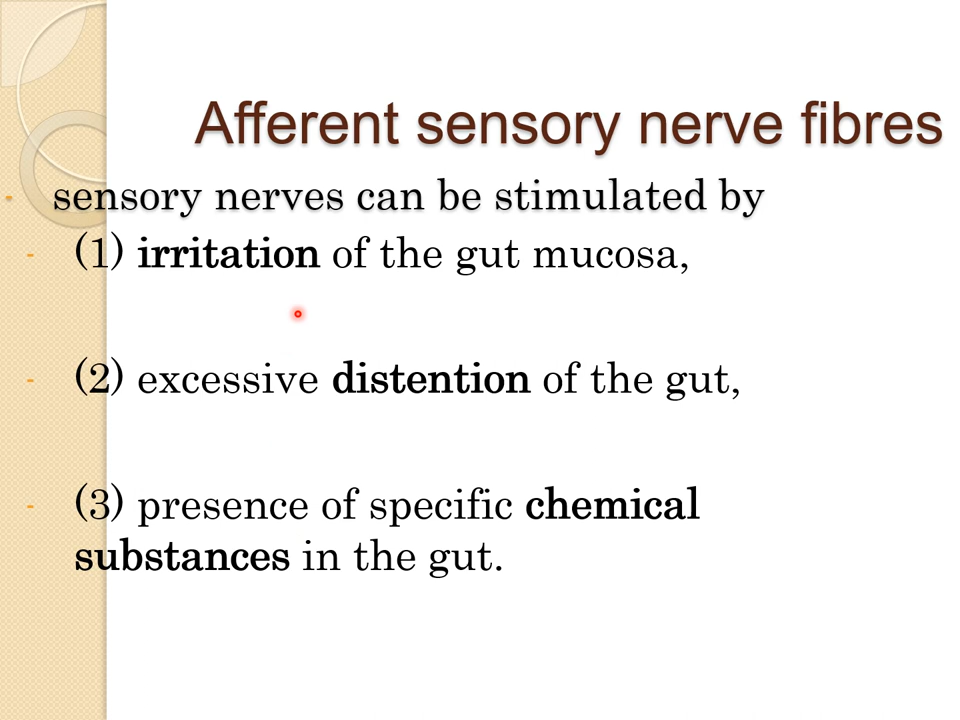 Afferent sensory nerve fibres
- sensory nerves can be stimulated by
- (1) irritation of the gut mucosa,
- (2) excessive distention of the gut,
- (3) presence of specific chemical
substances in the gut.